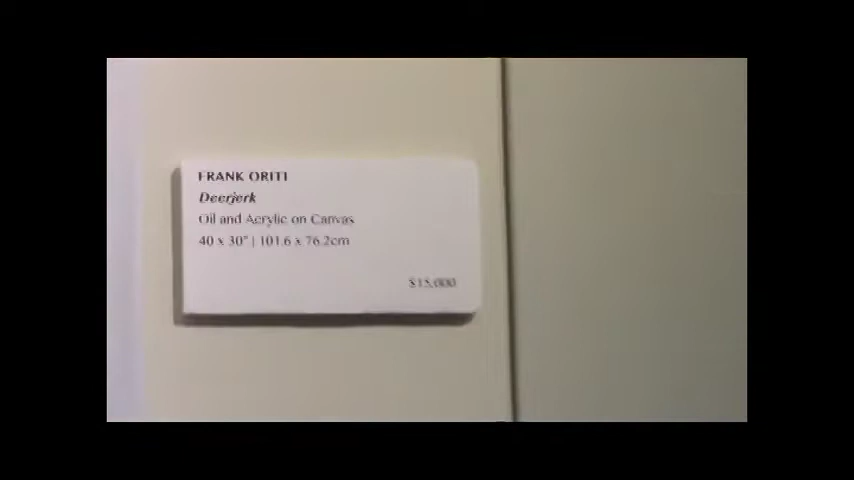 FRANK ORITI
Deerjerk
Oil and Acrylic on Canvas
40 x 30" | 101.6 x 76.2cm
$15,000